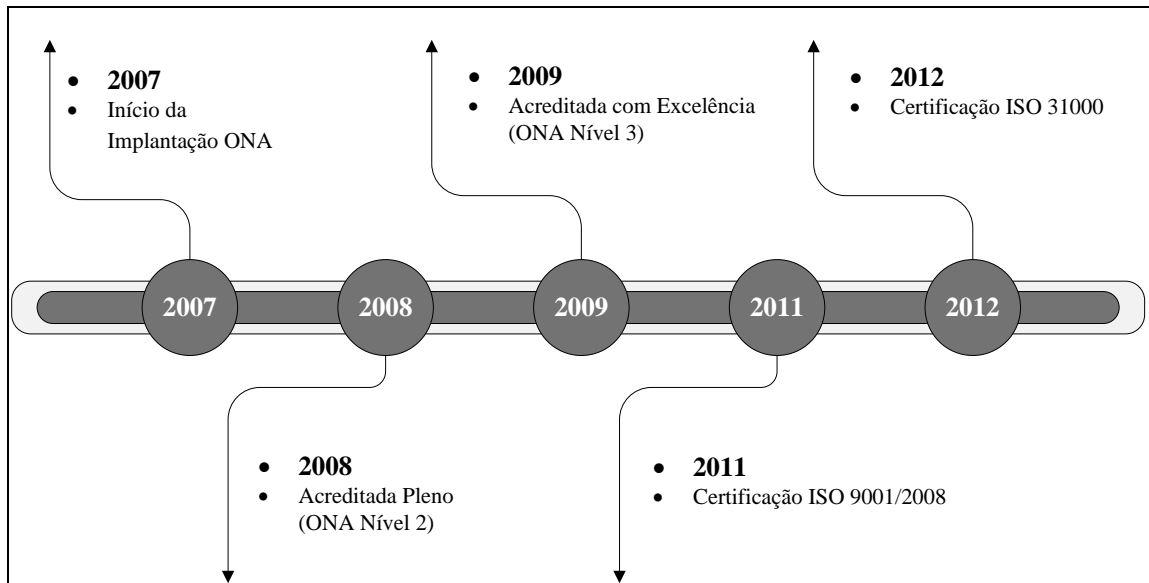 2007
Início da
Implantação ONA
2009
Acreditada com Excelência
(ONA Nível 3)
2012
Certificação ISO 31000
2007
2008
2009
2011
2012
2008
Acreditada Pleno
(ONA Nível 2)
2011
Certificação ISO 9001/2008